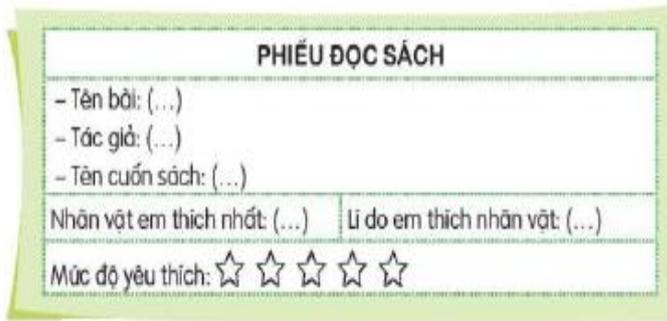 PHIẾU ĐỌC SÁCH
– Tên bài: (...)
– Tác giả: (...)
– Tên cuốn sách: (...)
Nhân vật em thích nhất: (...) Lí do em thích nhân vật: (...)
Mức độ yêu thích: